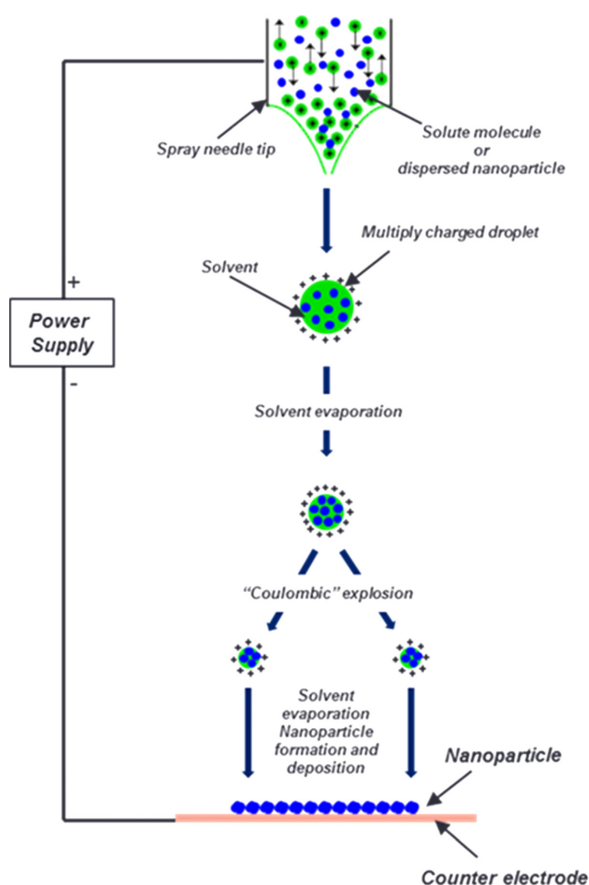 Spray needle tip
Solute molecule
or
dispersed nanoparticle
Multiply charged droplet
Solvent
+
Power
Supply
-
Solvent evaporation
“Coulombic” explosion
Solvent
evaporation
Nanoparticle
formation and
deposition
Nanoparticle
Counter electrode